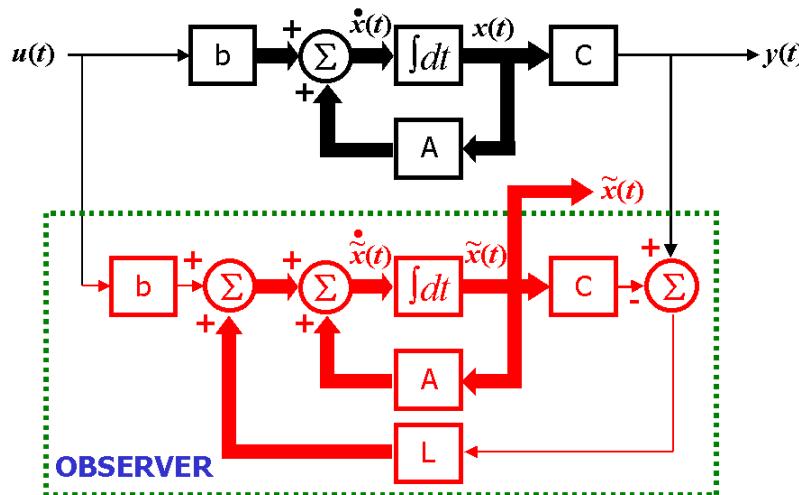 ẋ(t) x(t)
u(t) b + Σ ∫dt C y(t)
+
A
x̃(t)
+ + x̃̇(t) x̃(t) +
b Σ Σ ∫dt C - Σ
+ +
A
L
OBSERVER